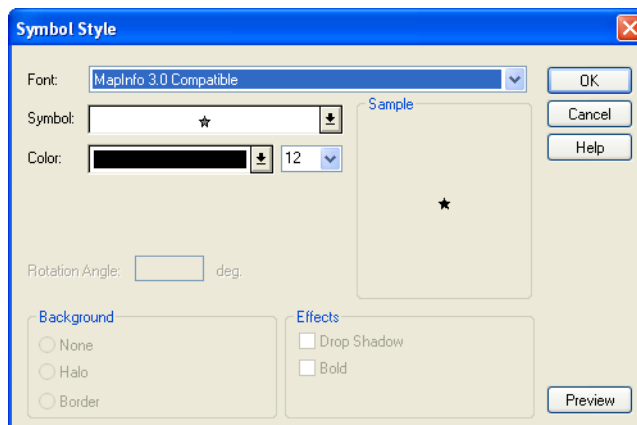 Symbol Style
Font: MapInfo 3.0 Compatible
OK
Symbol:
Sample
Cancel
Color: 12
Help
Rotation Angle: deg.
Background
None
Halo
Border
Effects
Drop Shadow
Bold
Preview